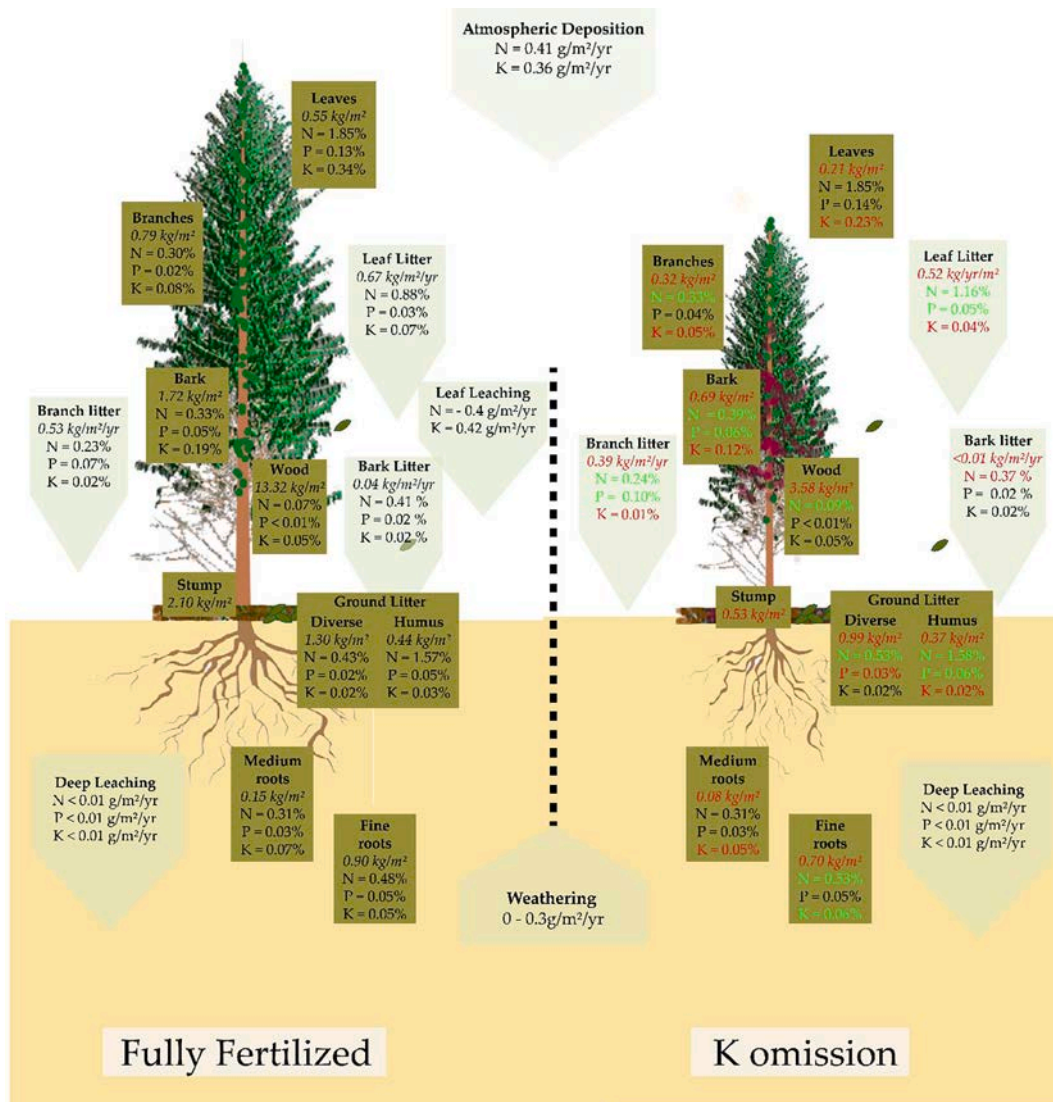 Atmospheric Deposition
N = 0.41 g/m²/yr
K = 0.36 g/m²/yr
Leaves
0.55 kg/m²
N = 1.85%
P = 0.13%
K = 0.34%
Branches
0.79 kg/m²
N = 0.30%
P = 0.02%
K = 0.08%
Leaf Litter
0.67 kg/m²/yr
N = 0.88%
P = 0.03%
K = 0.07%
Bark
1.72 kg/m²
N = 0.33%
P = 0.05%
K = 0.19%
Leaf Leaching
N = - 0.4 g/m²/yr
K = 0.42 g/m²/yr
Branch litter
0.53 kg/m²/yr
N = 0.23%
P = 0.07%
K = 0.02%
Wood
13.32 kg/m²
N = 0.07%
P < 0.01%
K = 0.05%
Bark Litter
0.04 kg/m²/yr
N = 0.41 %
P = 0.02 %
K = 0.02 %
Stump
2.10 kg/m²
Ground Litter
Diverse Humus
1.30 kg/m² 0.44 kg/m²
N = 0.43% N = 1.57%
P = 0.02% P = 0.05%
K = 0.02% K = 0.03%
Medium
roots
0.15 kg/m²
N = 0.31%
P = 0.03%
K = 0.07%
Fine
roots
0.90 kg/m²
N = 0.48%
P = 0.05%
K = 0.05%
Deep Leaching
N < 0.01 g/m²/yr
P < 0.01 g/m²/yr
K < 0.01 g/m²/yr
Weathering
0 - 0.3g/m²/yr
Fully Fertilized
Leaves
0.21 kg/m²
N = 1.85%
P = 0.14%
K = 0.23%
Branches
0.32 kg/m²
N = 0.33%
P = 0.04%
K = 0.05%
Leaf Litter
0.52 kg/yr/m²
N = 1.16%
P = 0.05%
K = 0.04%
Bark
0.69 kg/m²
N = 0.39%
P = 0.06%
K = 0.12%
Branch litter
0.39 kg/m²/yr
N = 0.24%
P = 0.10%
K = 0.01%
Wood
3.58 kg/m²
N = 0.09%
P < 0.01%
K = 0.05%
Bark litter
<0.01 kg/m²/yr
N = 0.37 %
P = 0.02 %
K = 0.02%
Stump
0.53 kg/m²
Ground Litter
Diverse Humus
0.99 kg/m² 0.37 kg/m²
N = 0.53% N = 1.58%
P = 0.03% P = 0.06%
K = 0.02% K = 0.02%
Medium
roots
0.08 kg/m²
N = 0.31%
P = 0.03%
K = 0.05%
Fine
roots
0.70 kg/m²
N = 0.53%
P = 0.05%
K = 0.06%
Deep Leaching
N < 0.01 g/m²/yr
P < 0.01 g/m²/yr
K < 0.01 g/m²/yr
K omission